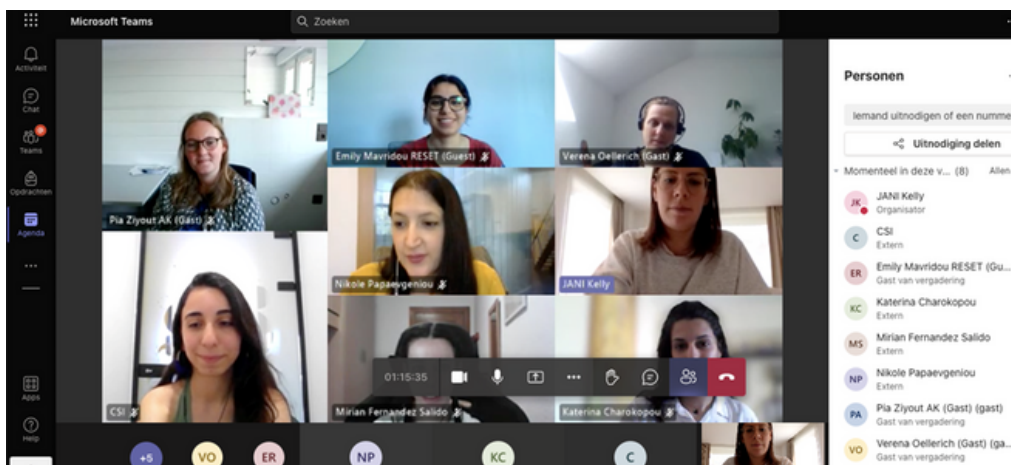 Microsoft Teams
Zoeken
Activiteit
Chat
Teams
Opdrachten
Agenda
Apps
Help
Pia Ziyout AK (Gast)
Emily Mavridou RESET (Guest)
Verena Oellerich (Gast)
Nikole Papaevgeniou
JANI Kelly
CSI
Mirian Fernandez Salido
Katerina Charokopou
01:15:35
+5
VO
ER
NP
KC
C
Personen
Iemand uitnodigen of een numme
Uitnodiging delen
Momenteel in deze v... (8) Allen
JK JANI Kelly
Organisator
C CSI
Extern
ER Emily Mavridou RESET (Gu...
Gast van vergadering
KC Katerina Charokopou
Extern
MS Mirian Fernandez Salido
Extern
NP Nikole Papaevgeniou
Extern
PA Pia Ziyout AK (Gast) (gast)
Gast van vergadering
VO Verena Oellerich (Gast) (ga...
Gast van vergadering